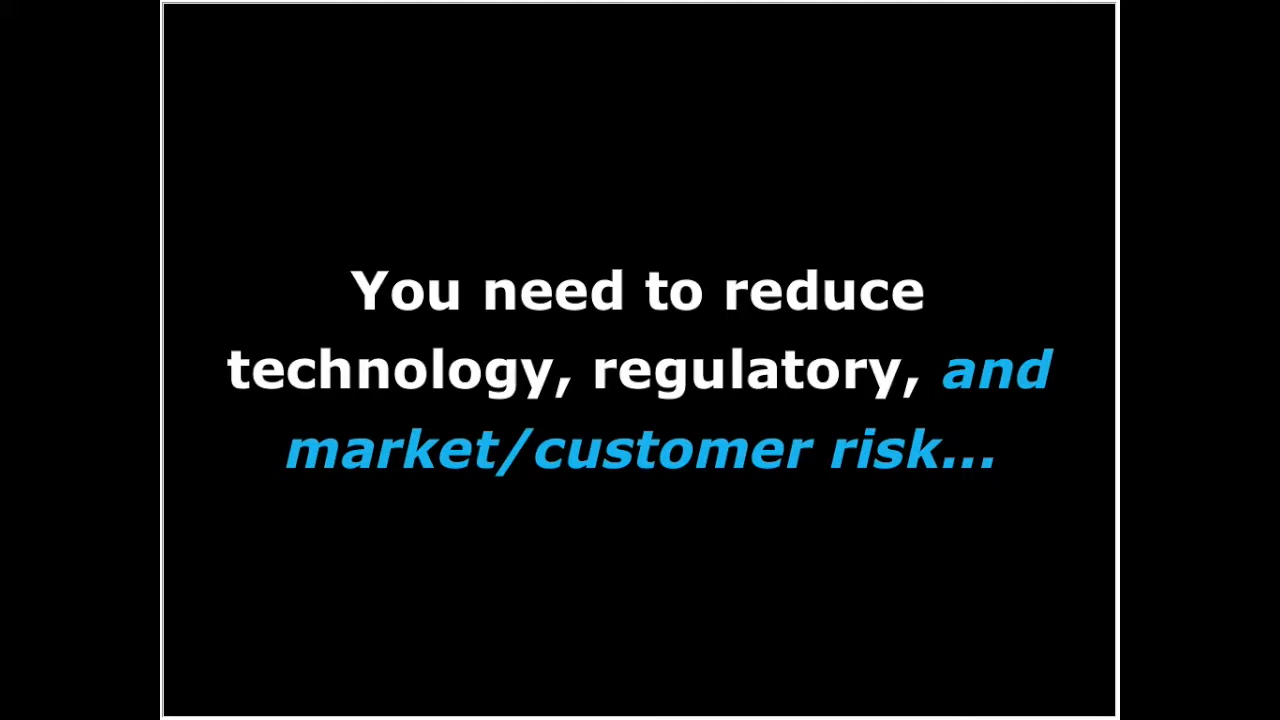 You need to reduce
technology, regulatory, and
market/customer risk...